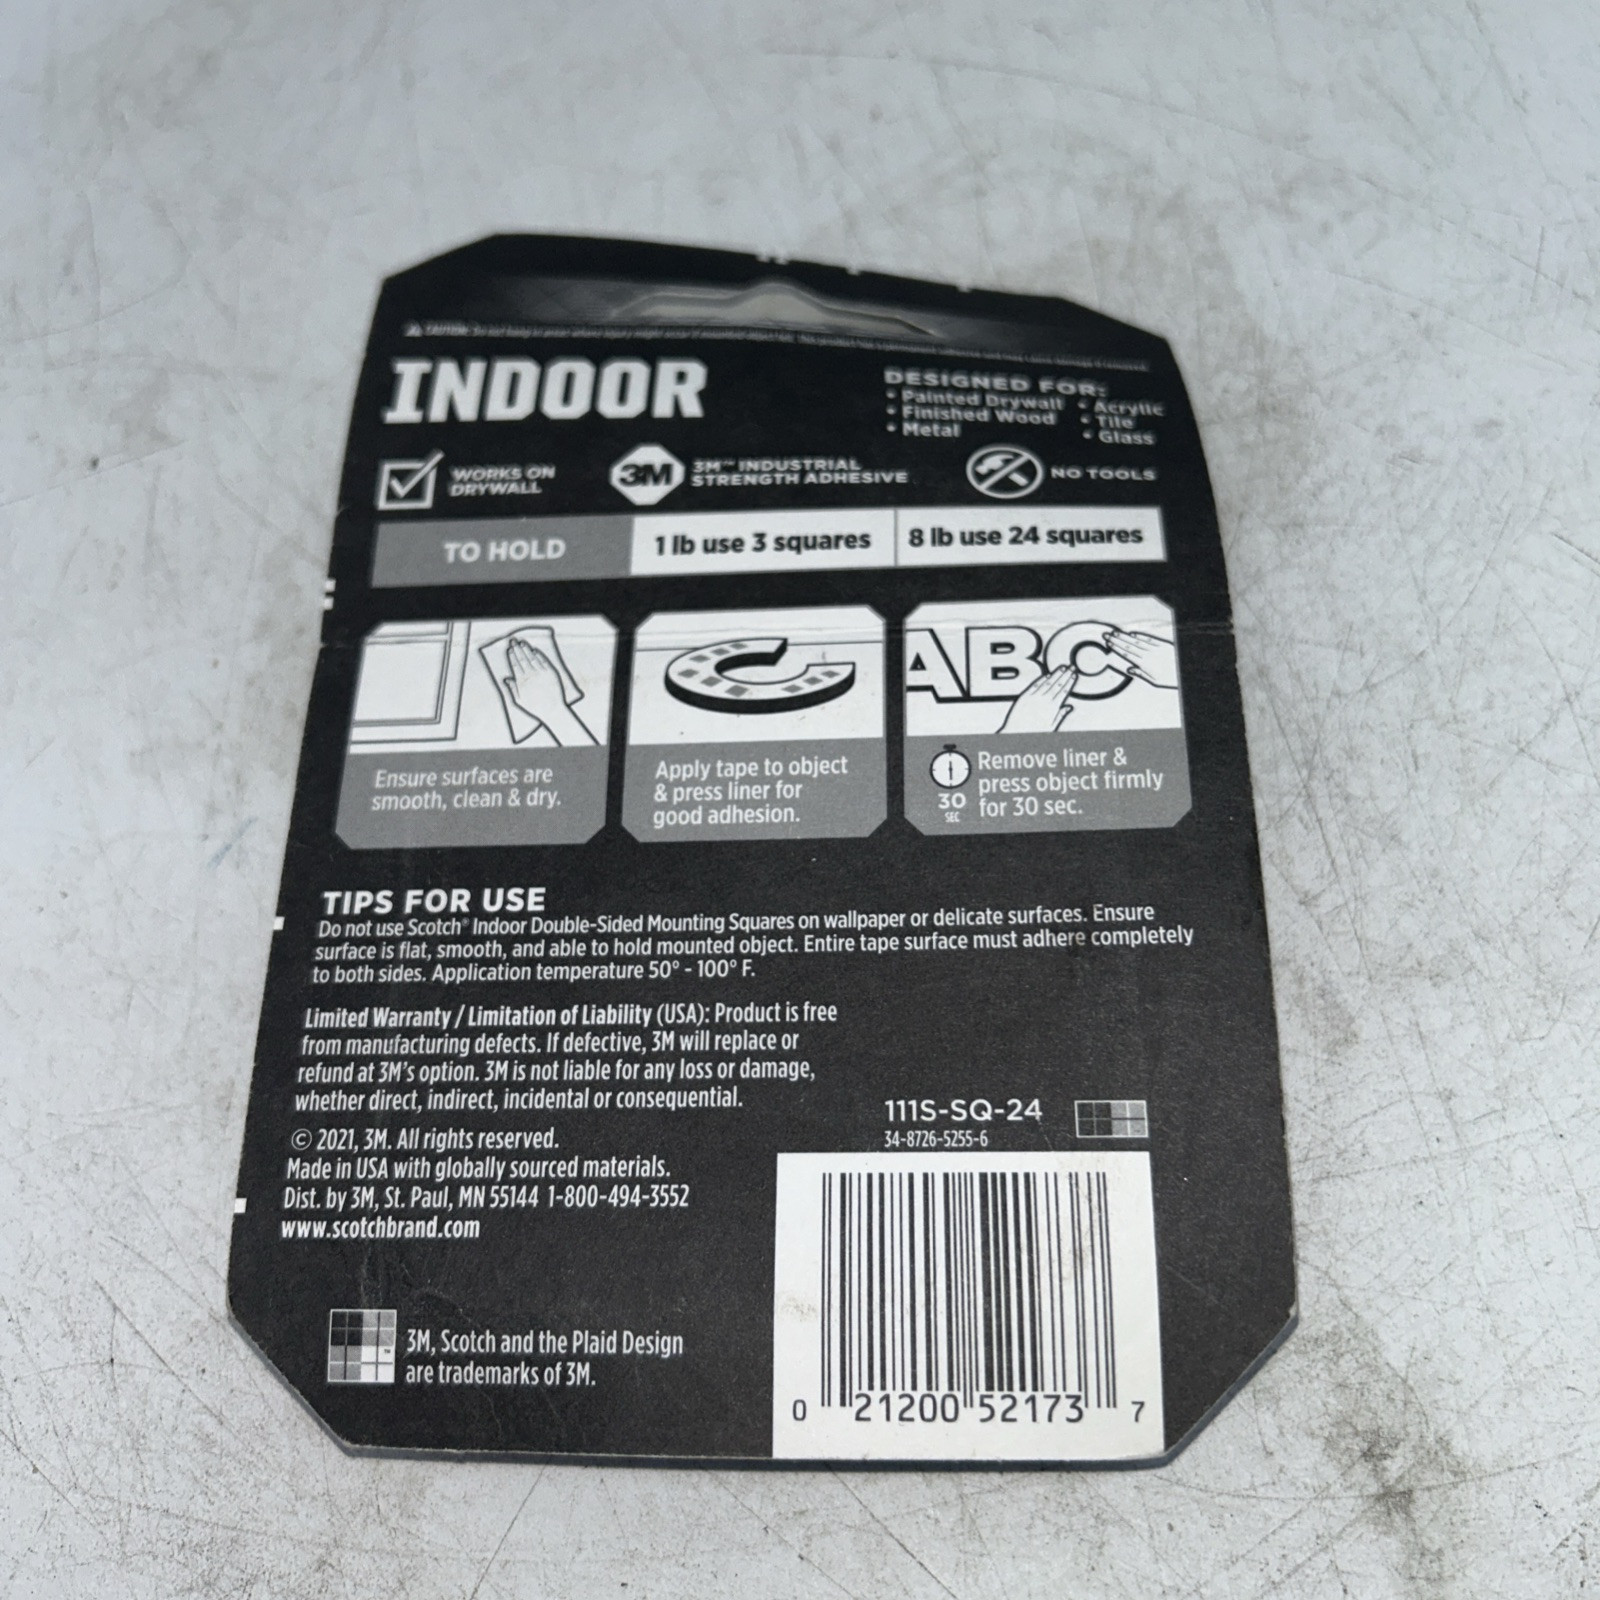 INDOOR
DESIGNED FOR:
• Painted Drywall
• Finished Wood
• Metal
• Acrylic
• Tile
• Glass
WORKS ON
DRYWALL
3M
3M™ INDUSTRIAL
STRENGTH ADHESIVE
NO TOOLS
TO HOLD
1 lb use 3 squares
8 lb use 24 squares
ABC
Ensure surfaces are
smooth, clean & dry.
Apply tape to object
& press liner for
good adhesion.
30
SEC
Remove liner &
press object firmly
for 30 sec.
TIPS FOR USE
Do not use Scotch® Indoor Double-Sided Mounting Squares on wallpaper or delicate surfaces. Ensure
surface is flat, smooth, and able to hold mounted object. Entire tape surface must adhere completely
to both sides. Application temperature 50° - 100° F.
Limited Warranty / Limitation of Liability (USA): Product is free
from manufacturing defects. If defective, 3M will replace or
refund at 3M's option. 3M is not liable for any loss or damage,
whether direct, indirect, incidental or consequential.
© 2021, 3M. All rights reserved.
Made in USA with globally sourced materials.
Dist. by 3M, St. Paul, MN 55144 1-800-494-3552
www.scotchbrand.com
111S-SQ-24
34-8726-5255-6
3M, Scotch and the Plaid Design
are trademarks of 3M.
0 21200 52173 7